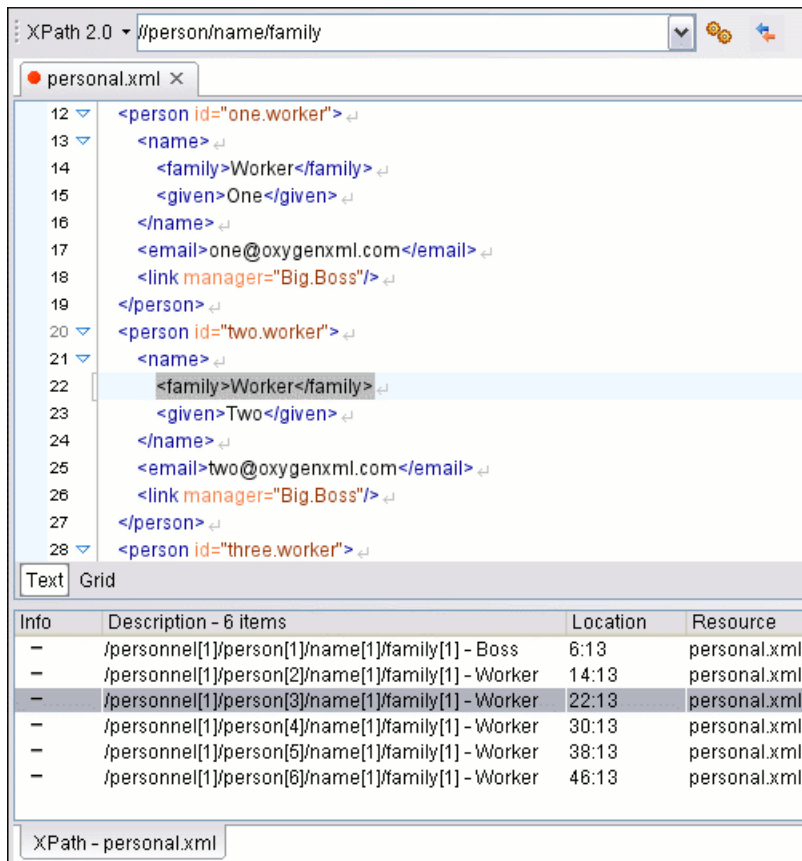 XPath 2.0 //person/name/family
personal.xml
12 <person id="one.worker">
13 <name>
14 <family>Worker</family>
15 <given>One</given>
16 </name>
17 <email>one@oxygenxml.com</email>
18 <link manager="Big.Boss"/>
19 </person>
20 <person id="two.worker">
21 <name>
22 <family>Worker</family>
23 <given>Two</given>
24 </name>
25 <email>two@oxygenxml.com</email>
26 <link manager="Big.Boss"/>
27 </person>
28 <person id="three.worker">
Text Grid
Info Description - 6 items Location Resource
/personnel[1]/person[1]/name[1]/family[1] - Boss 6:13 personal.xml
/personnel[1]/person[2]/name[1]/family[1] - Worker 14:13 personal.xml
/personnel[1]/person[3]/name[1]/family[1] - Worker 22:13 personal.xml
/personnel[1]/person[4]/name[1]/family[1] - Worker 30:13 personal.xml
/personnel[1]/person[5]/name[1]/family[1] - Worker 38:13 personal.xml
/personnel[1]/person[6]/name[1]/family[1] - Worker 46:13 personal.xml
XPath - personal.xml